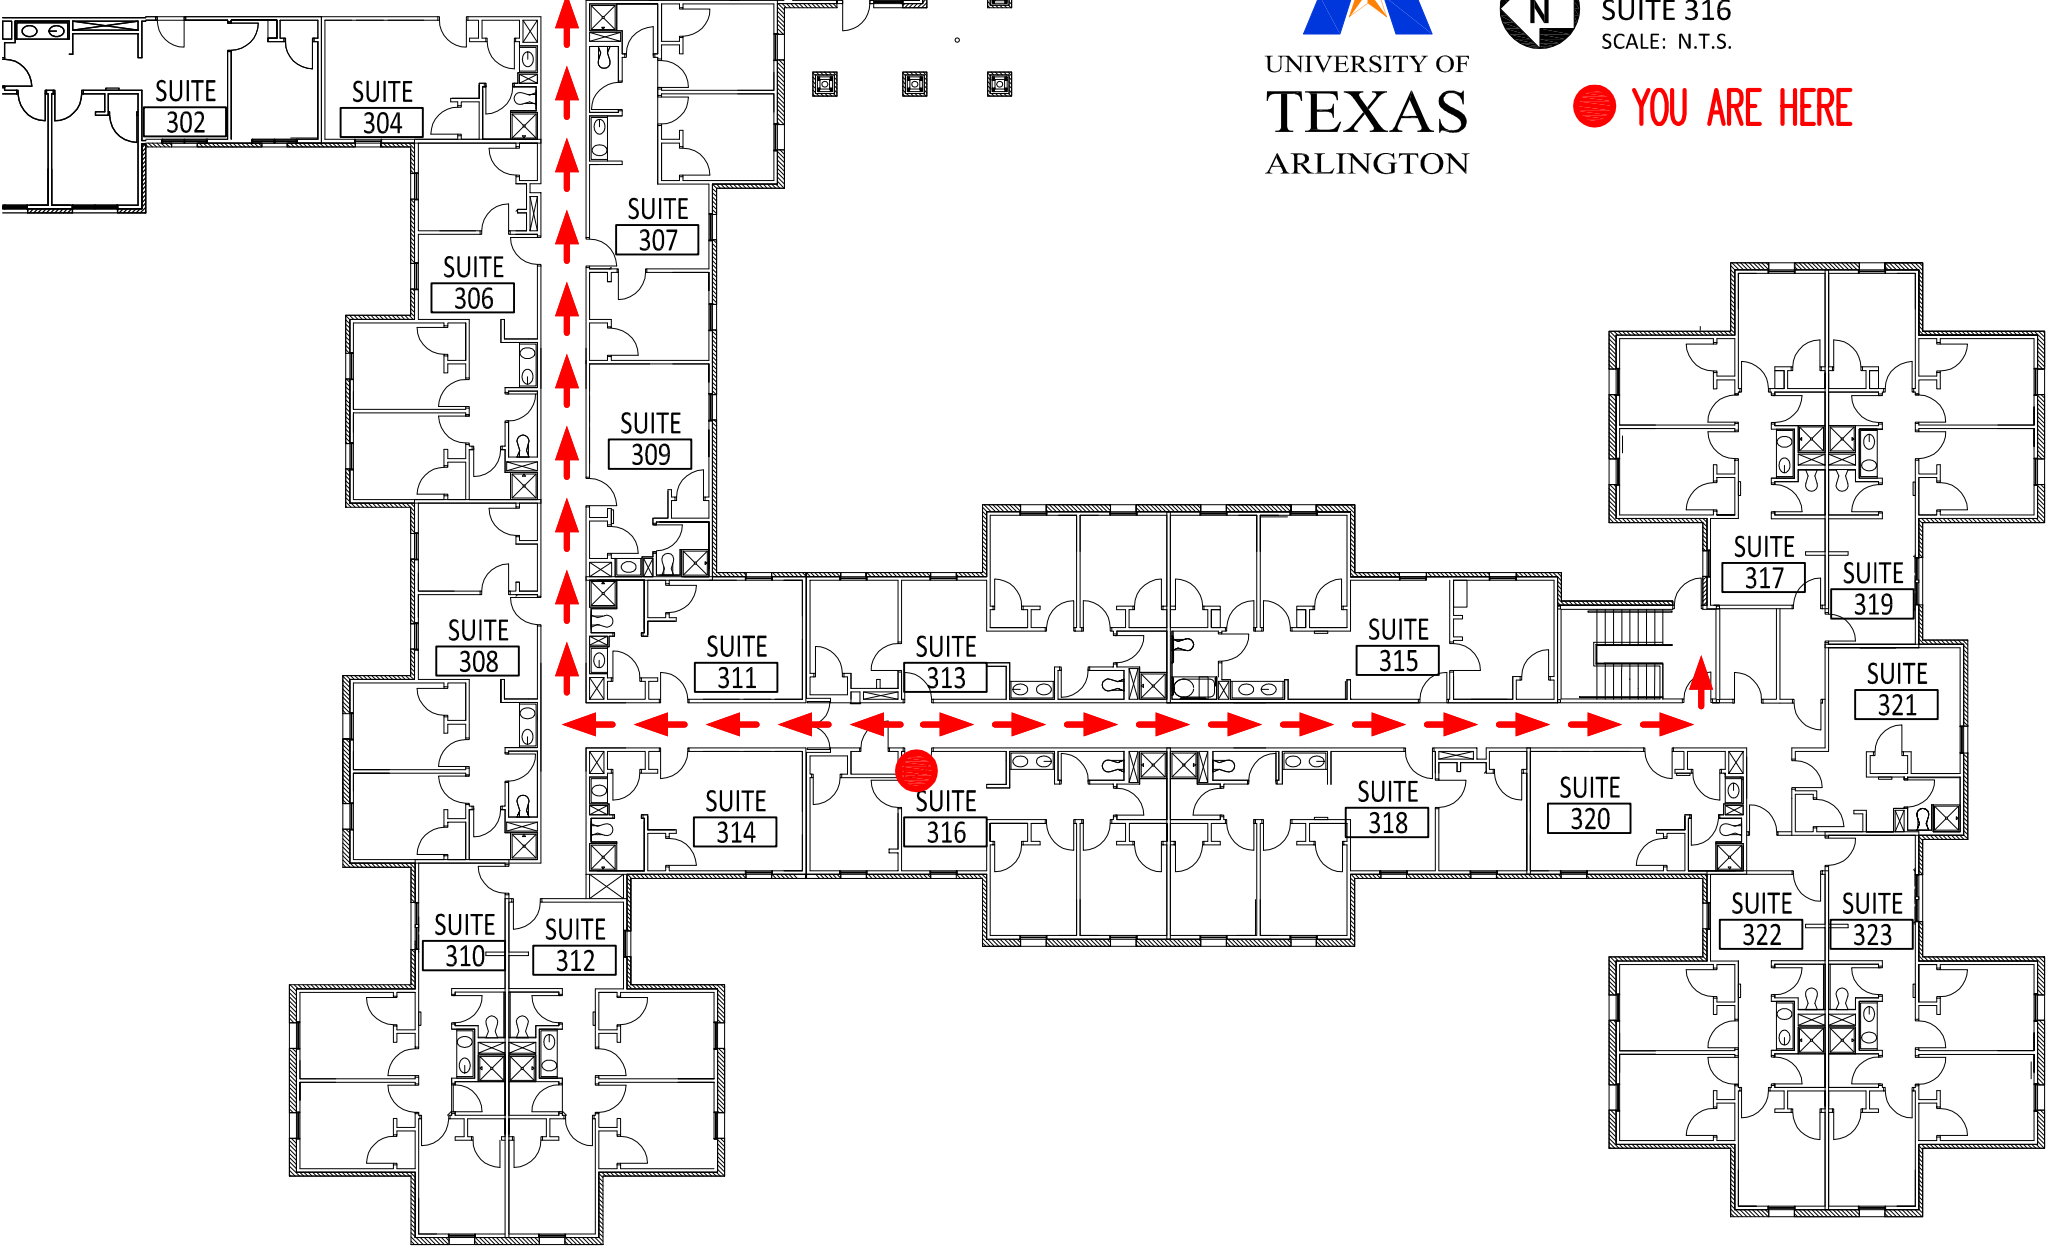 N
SUITE 316
SCALE: N.T.S.
UNIVERSITY OF
TEXAS
ARLINGTON
YOU ARE HERE
SUITE
302
SUITE
304
SUITE
307
SUITE
306
SUITE
309
SUITE
308
SUITE
311
SUITE
313
SUITE
315
SUITE
317
SUITE
319
SUITE
321
SUITE
314
SUITE
316
SUITE
318
SUITE
320
SUITE
310
SUITE
312
SUITE
322
SUITE
323